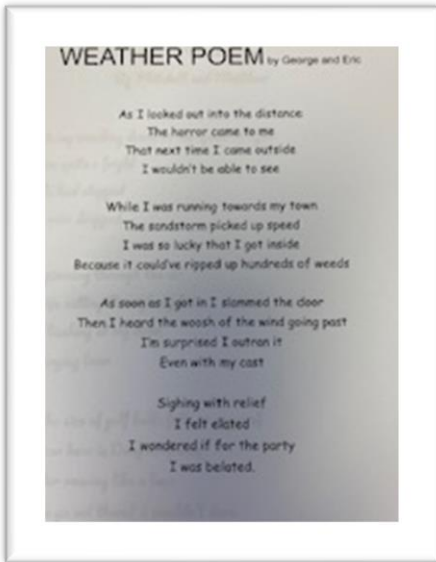 WEATHER POEM by George and Eric
As I looked out into the distance
The horror came to me
That next time I came outside
I wouldn't be able to see
While I was running towards my town
The sandstorm picked up speed
I was so lucky that I got inside
Because it could've ripped up hundreds of weeds
As soon as I got in I slammed the door
Then I heard the woosh of the wind going past
I'm surprised I outran it
Even with my cast
Sighing with relief
I felt elated
I wondered if for the party
I was belated.